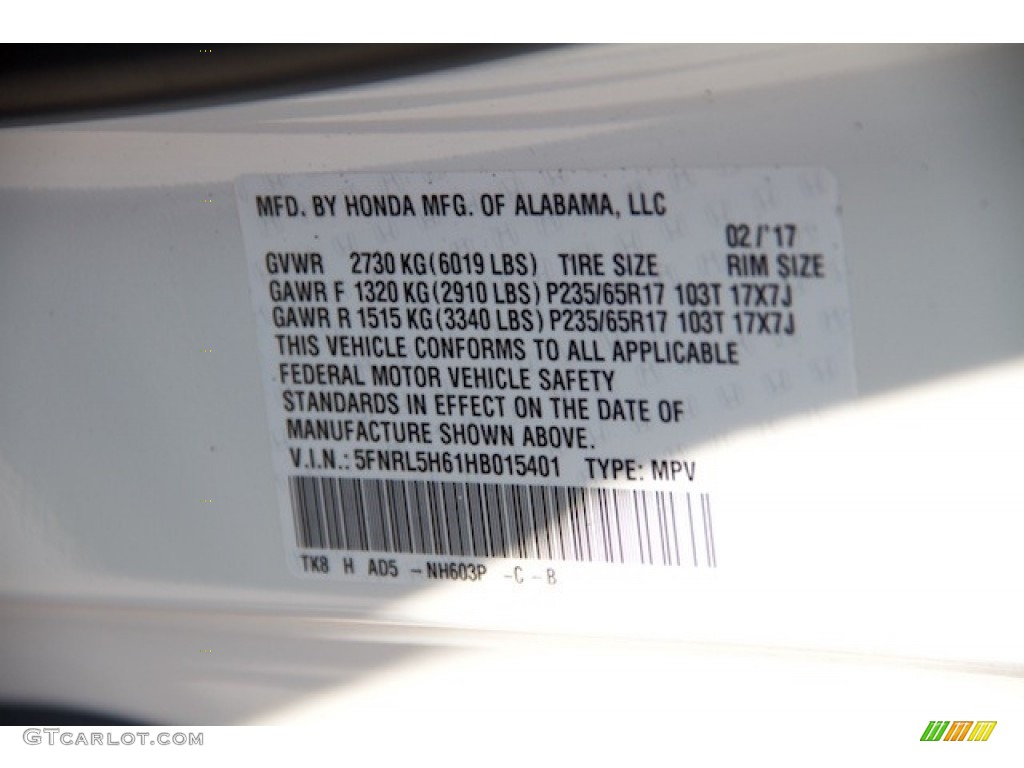 MFD. BY HONDA MFG. OF ALABAMA, LLC
02/'17
GVWR 2730 KG(6019 LBS) TIRE SIZE RIM SIZE
GAWR F 1320 KG(2910 LBS) P235/65R17 103T 17X7J
GAWR R 1515 KG(3340 LBS) P235/65R17 103T 17X7J
THIS VEHICLE CONFORMS TO ALL APPLICABLE
FEDERAL MOTOR VEHICLE SAFETY
STANDARDS IN EFFECT ON THE DATE OF
MANUFACTURE SHOWN ABOVE.
V.I.N.: 5FNRL5H61HB015401 TYPE: MPV
TK8 H AD5 -NH603P -C -B
GTCARLOT.COM